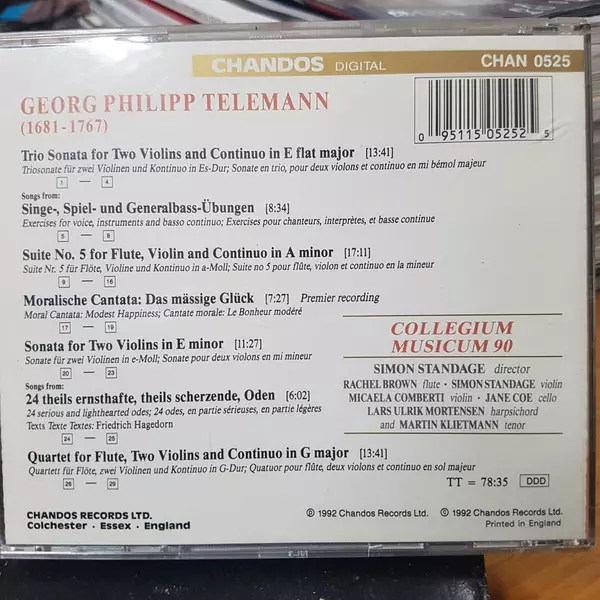 CHANDOS DIGITAL CHAN 0525
GEORG PHILIPP TELEMANN
(1681-1767)
0 95115 05252 5
Trio Sonata for Two Violins and Continuo in E flat major [13:41]
Triosonate für zwei Violinen und Kontinuo in Es-Dur; Sonate en trio, pour deux violons et continuo en mi bémol majeur
1 — 4
Songs from:
Singe-, Spiel- und Generalbass-Übungen [8:34]
Exercises for voice, instruments and basso continuo; Exercices pour chanteurs, interprètes, et basse continue
5 — 8
Suite No. 5 for Flute, Violin and Continuo in A minor [17:11]
Suite Nr. 5 für Flöte, Violine und Kontinuo in a-Moll; Suite no 5 pour flûte, violon et continuo en la mineur
9 — 16
Moralische Cantata: Das mässige Glück [7:27] Premier recording
Moral Cantata: Modest Happiness; Cantate morale: Le Bonheur modéré
17 — 19
Sonata for Two Violins in E minor [11:27]
Sonate für zwei Violinen in e-Moll; Sonate pour deux violons en mi mineur
20 — 23
Songs from:
24 theils ernsthafte, theils scherzende, Oden [6:02]
24 serious and lighthearted odes; 24 odes, en partie sérieuses, en partie légères
Texts Texte Textes: Friedrich Hagedorn
24 — 25
Quartet for Flute, Two Violins and Continuo in G major [13:41]
Quartett für Flöte, zwei Violinen und Kontinuo in G-Dur; Quatuor pour flûte, deux violons et continuo en sol majeur
26 — 29
COLLEGIUM
MUSICUM 90
SIMON STANDAGE director
RACHEL BROWN flute · SIMON STANDAGE violin
MICAELA COMBERTI violin · JANE COE cello
LARS ULRIK MORTENSEN harpsichord
and MARTIN KLIETMANN tenor
TT = 78:35 DDD
CHANDOS RECORDS LTD.
Colchester · Essex · England
℗ 1992 Chandos Records Ltd. © 1992 Chandos Records Ltd.
Printed in England